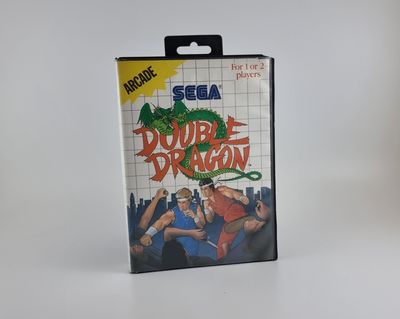 ARCADE
For 1 or 2
players
SEGA
DOUBLE
DRAGON